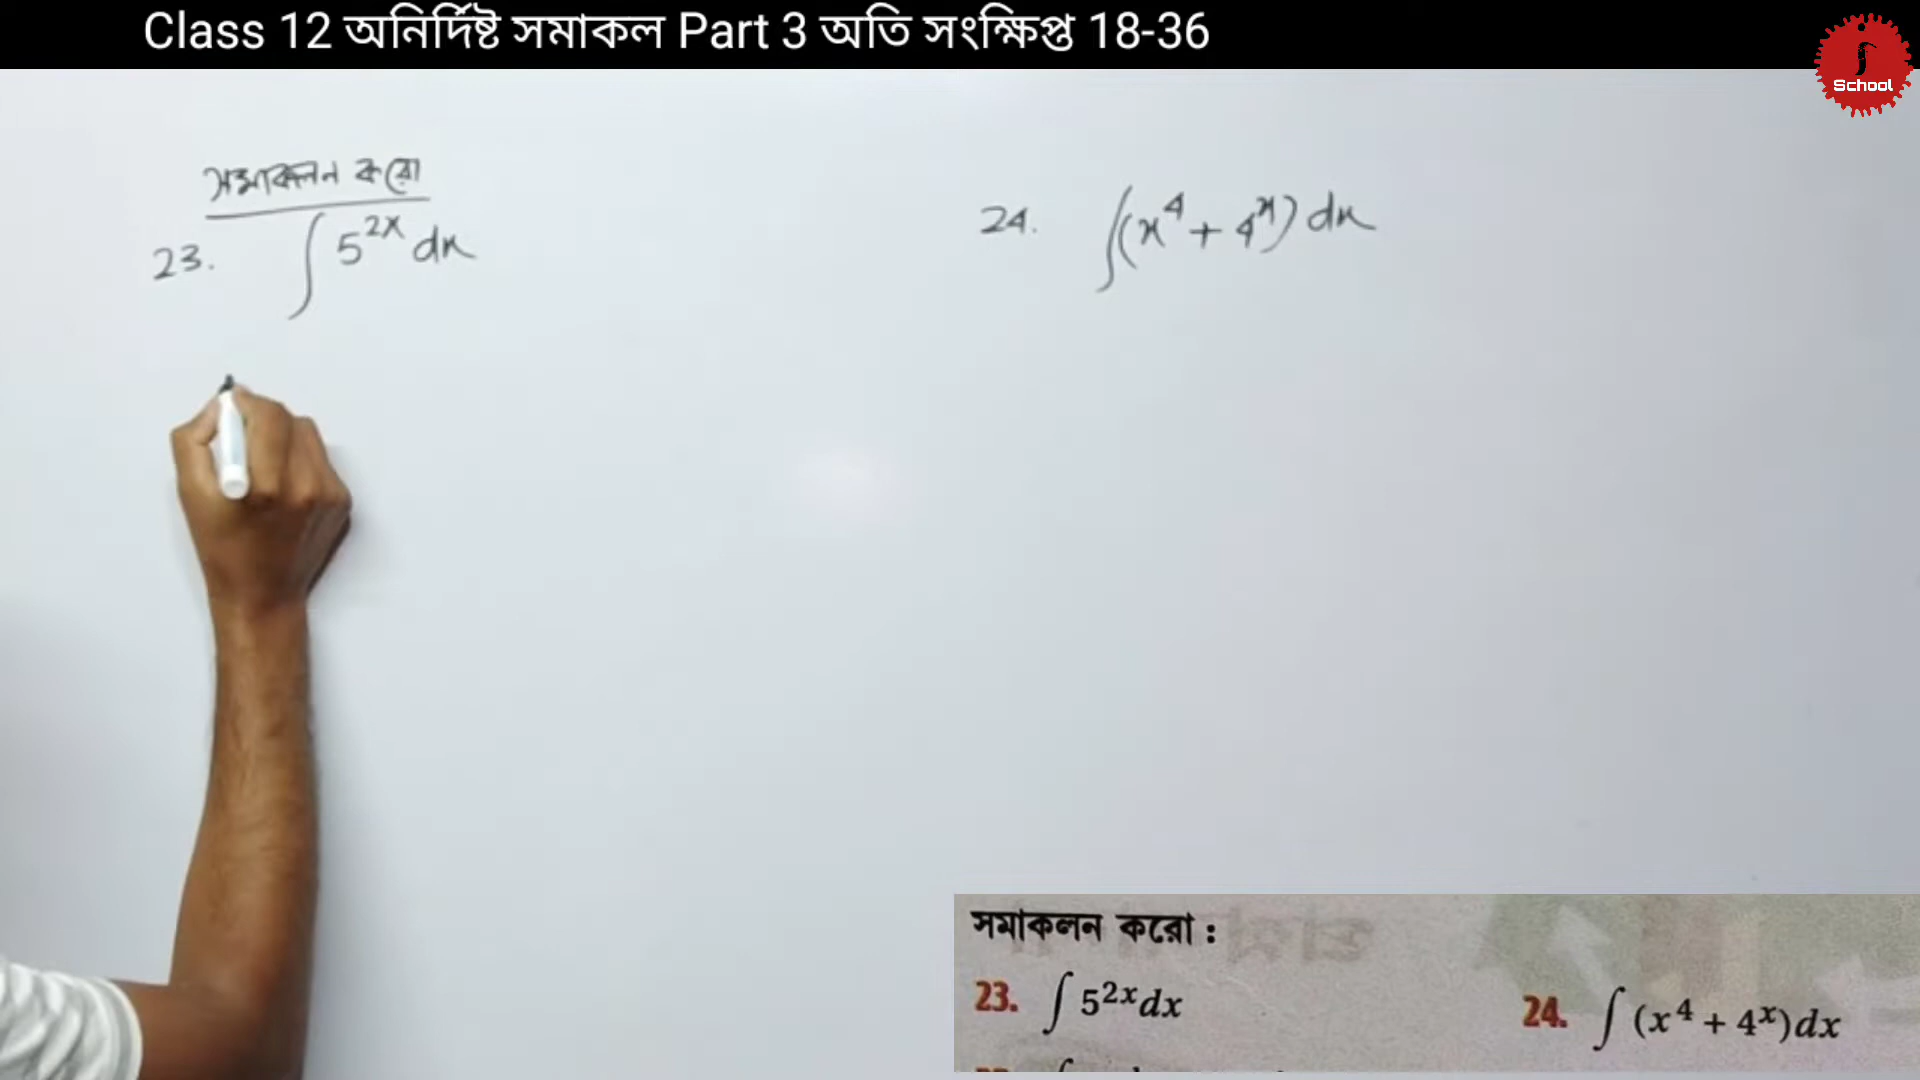 Class 12 অনির্দিষ্ট সমাকল Part 3 অতি সংক্ষিপ্ত 18-36
School
সমাকলন করো
23. ∫ 5^{2x} dx
24. ∫(x^4 + 4^x) dx
সমাকলন করো :
23. ∫ 5^{2x} dx
24. ∫ (x^4 + 4^x) dx